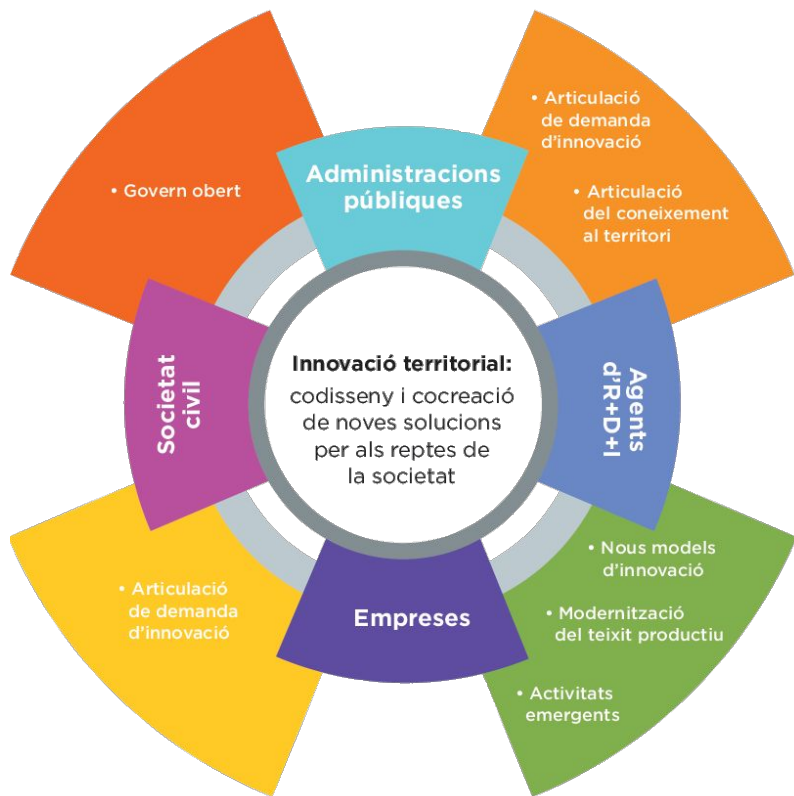 • Govern obert
Administracions
públiques
• Articulació
de demanda
d'innovació
• Articulació
del coneixement
al territori
Societat
civil
Innovació territorial:
codisseny i cocreació
de noves solucions
per als reptes de
la societat
Agents
d'R+D+I
• Articulació
de demanda
d'innovació
Empreses
• Nous models
d'innovació
• Modernització
del teixit productiu
• Activitats
emergents